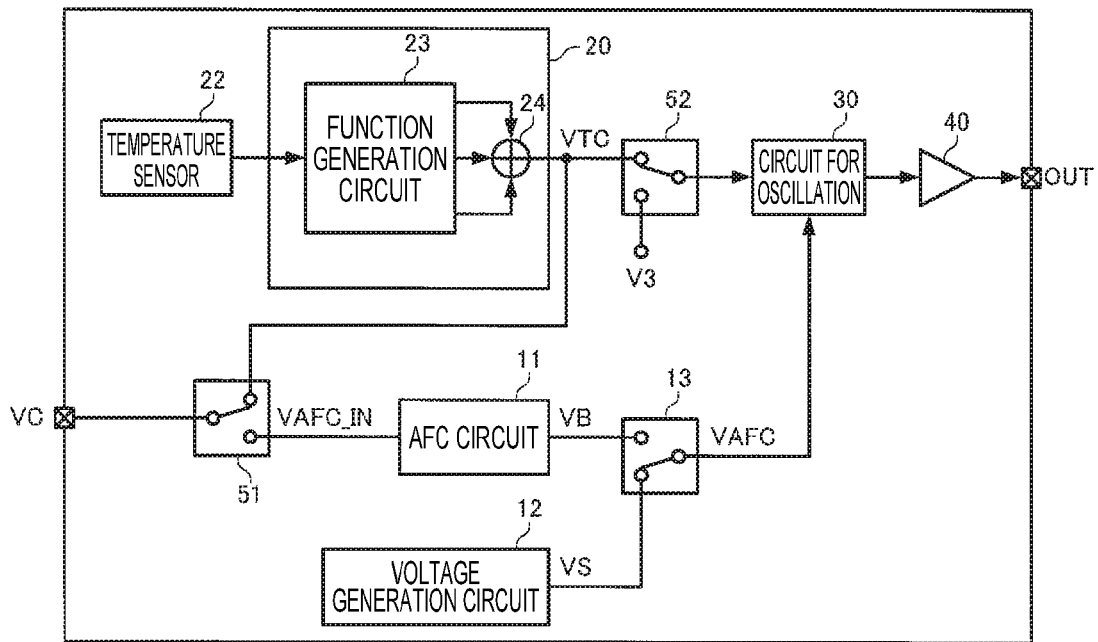 20
23
22
24
TEMPERATURE
SENSOR
FUNCTION
GENERATION
CIRCUIT
VTC
52
V3
30
CIRCUIT FOR
OSCILLATION
40
OUT
VC
51
VAFC_IN
11
AFC CIRCUIT
VB
13
VAFC
12
VOLTAGE
GENERATION CIRCUIT
VS